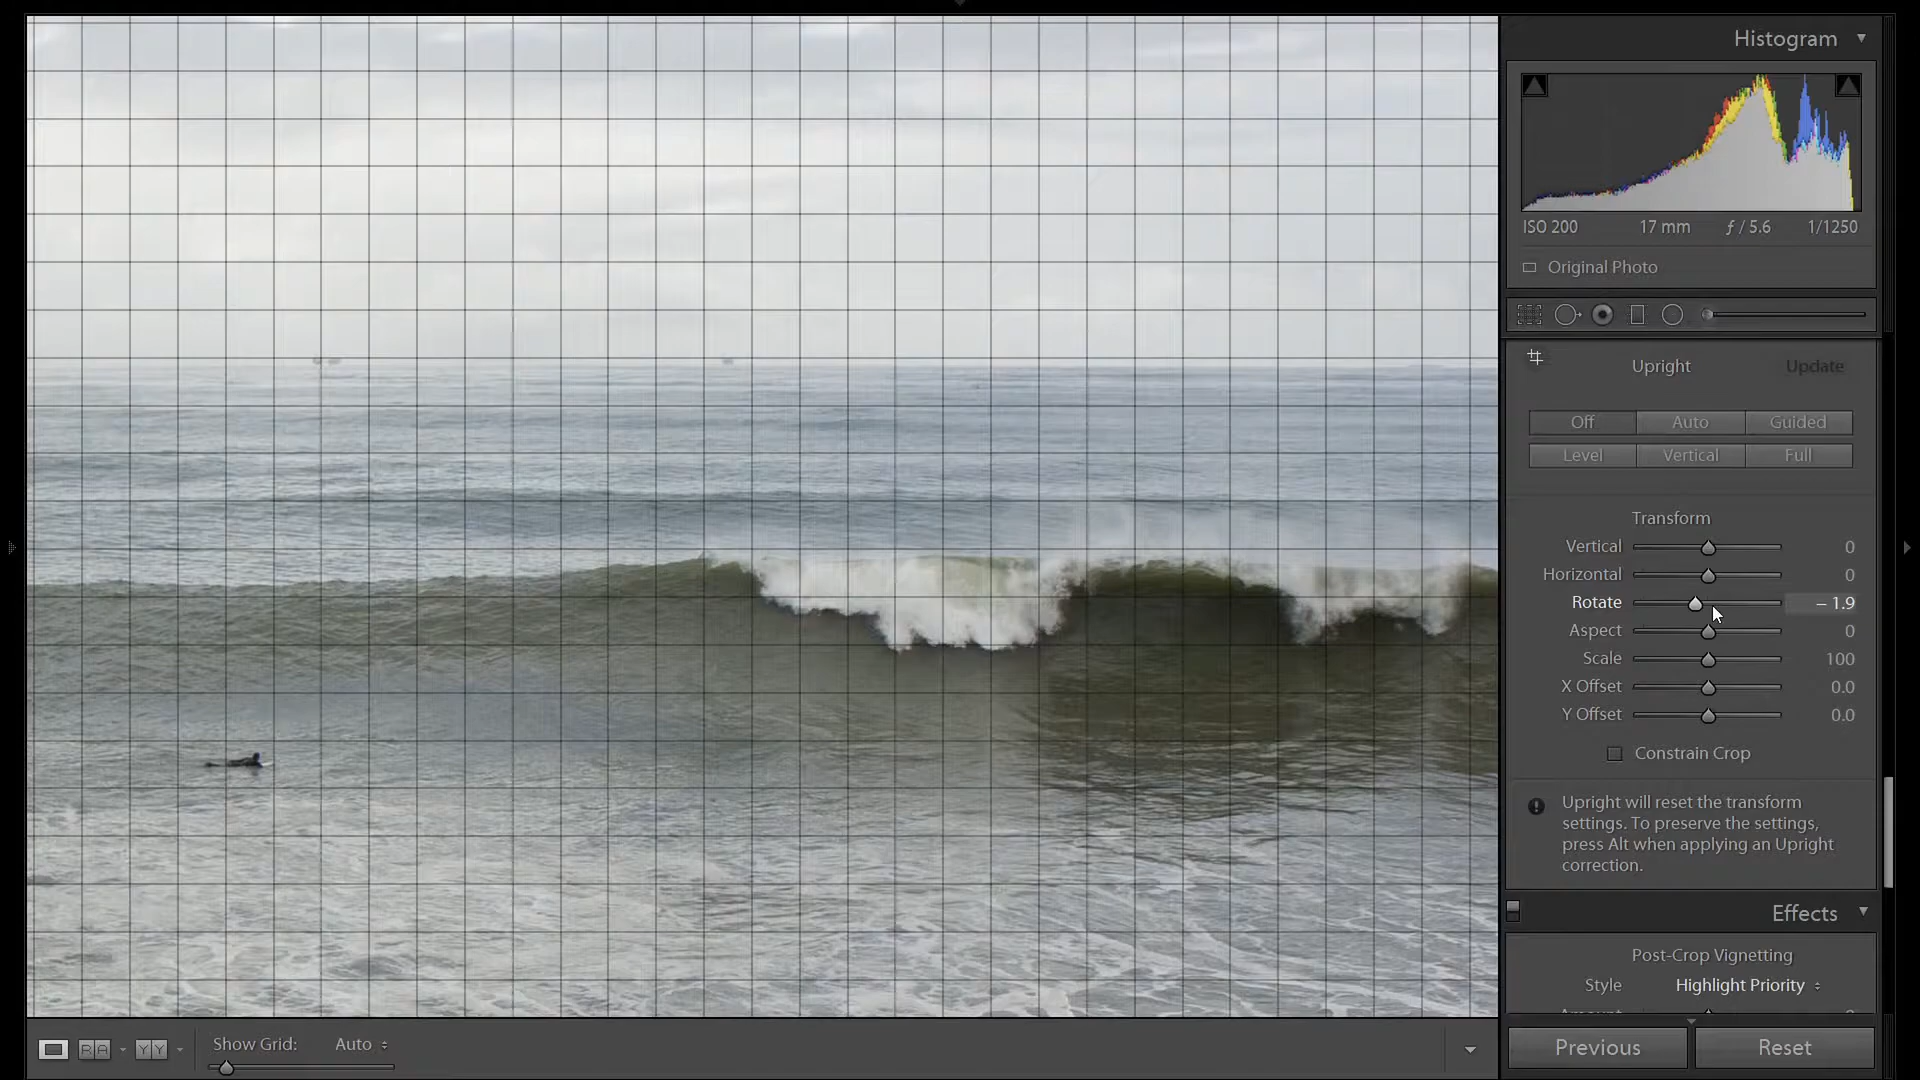 Histogram
ISO 200 17 mm ƒ / 5.6 1/1250
Original Photo
Upright Update
Off Auto Guided
Level Vertical Full
Transform
Vertical 0
Horizontal 0
Rotate – 1.9
Aspect 0
Scale 100
X Offset 0.0
Y Offset 0.0
Constrain Crop
Upright will reset the transform
settings. To preserve the settings,
press Alt when applying an Upright
correction.
Effects
Post-Crop Vignetting
Style Highlight Priority
Amount 0
R A Y Y Show Grid: Auto
Previous Reset